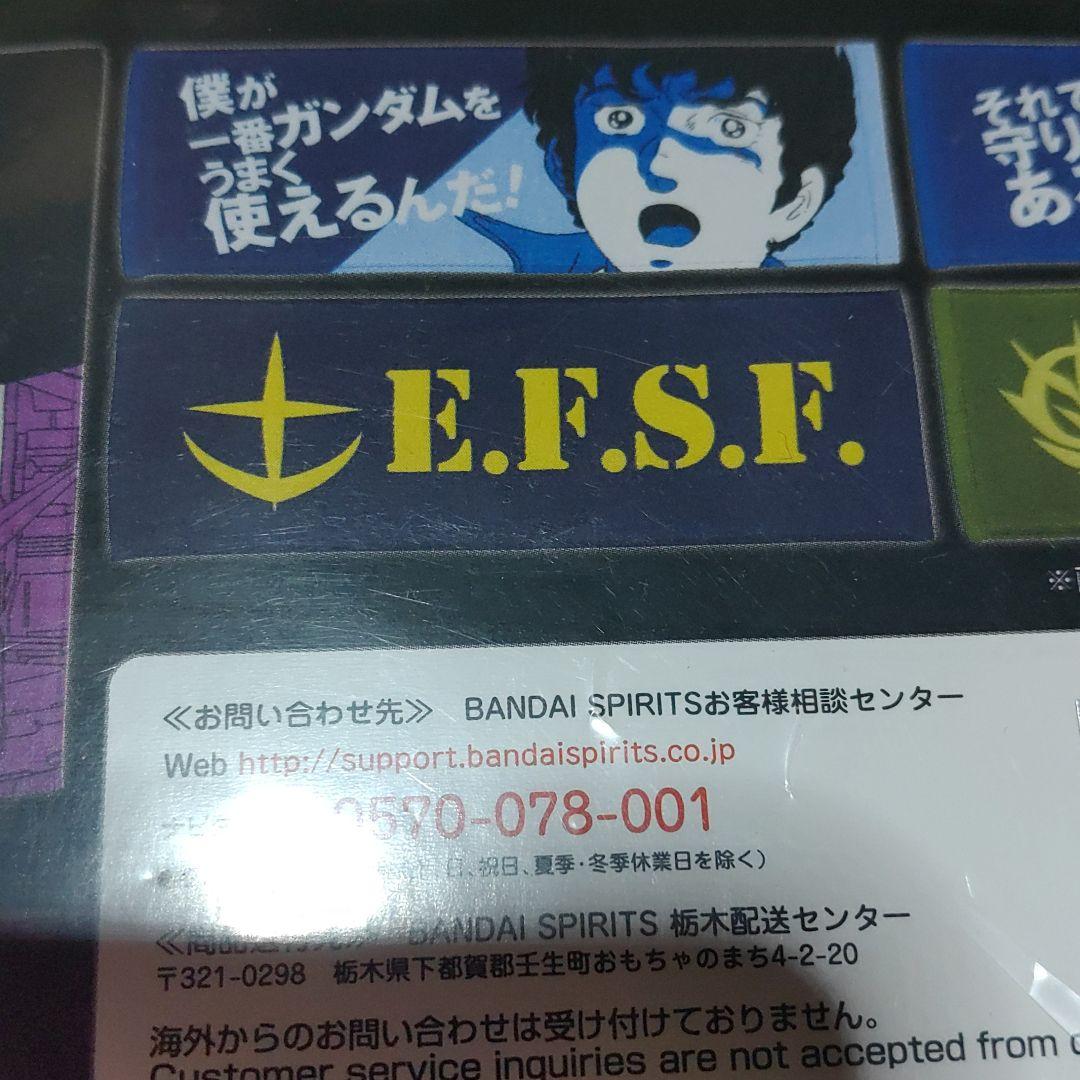 僕が
一番ガンダムを
うまく
使えるんだ!
それで
守り
あ
E.F.S.F.
※
≪お問い合わせ先≫ BANDAI SPIRITSお客様相談センター
Web http://support.bandaispirits.co.jp
0570-078-001
日、祝日、夏季・冬季休業日を除く)
BANDAI SPIRITS 栃木配送センター
〒321-0298 栃木県下都賀郡壬生町おもちゃのまち4-2-20
海外からのお問い合わせは受け付けておりません。
Customer service inquiries are not accepted from